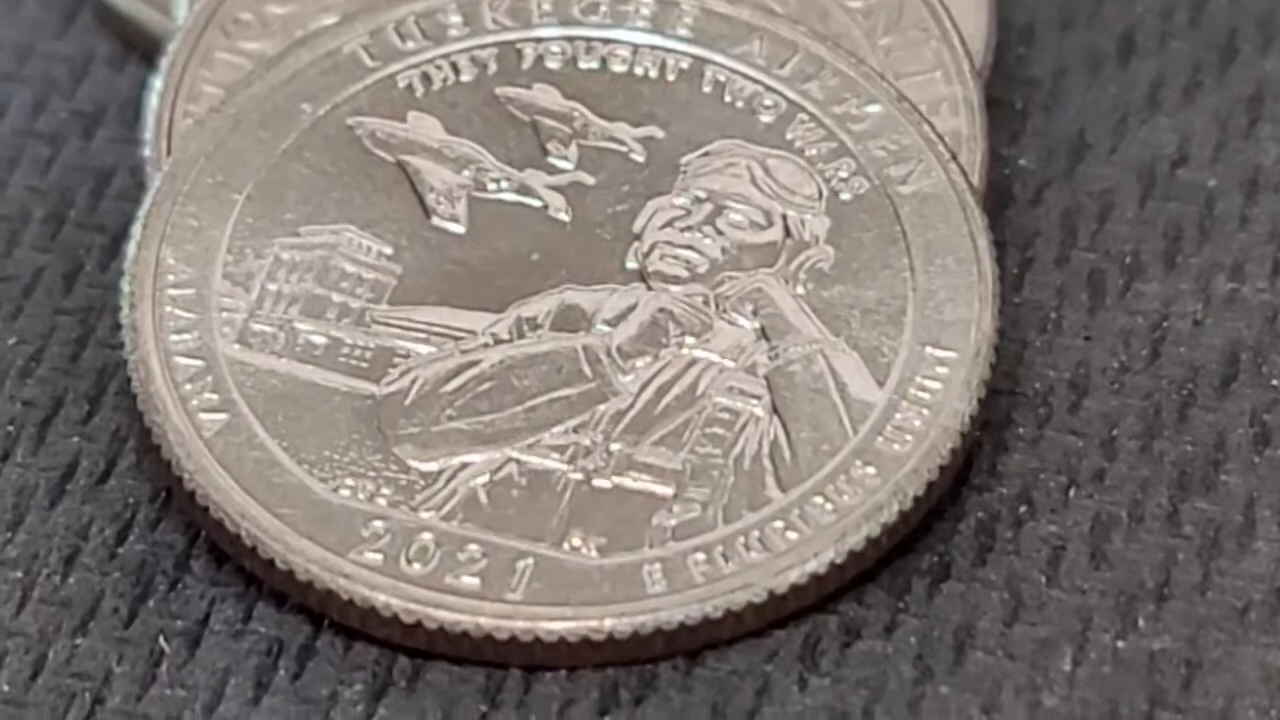 TUSKEGEE AIRMEN
THEY FOUGHT TWO WARS
ALABAMA
2021
E PLURIBUS UNUM